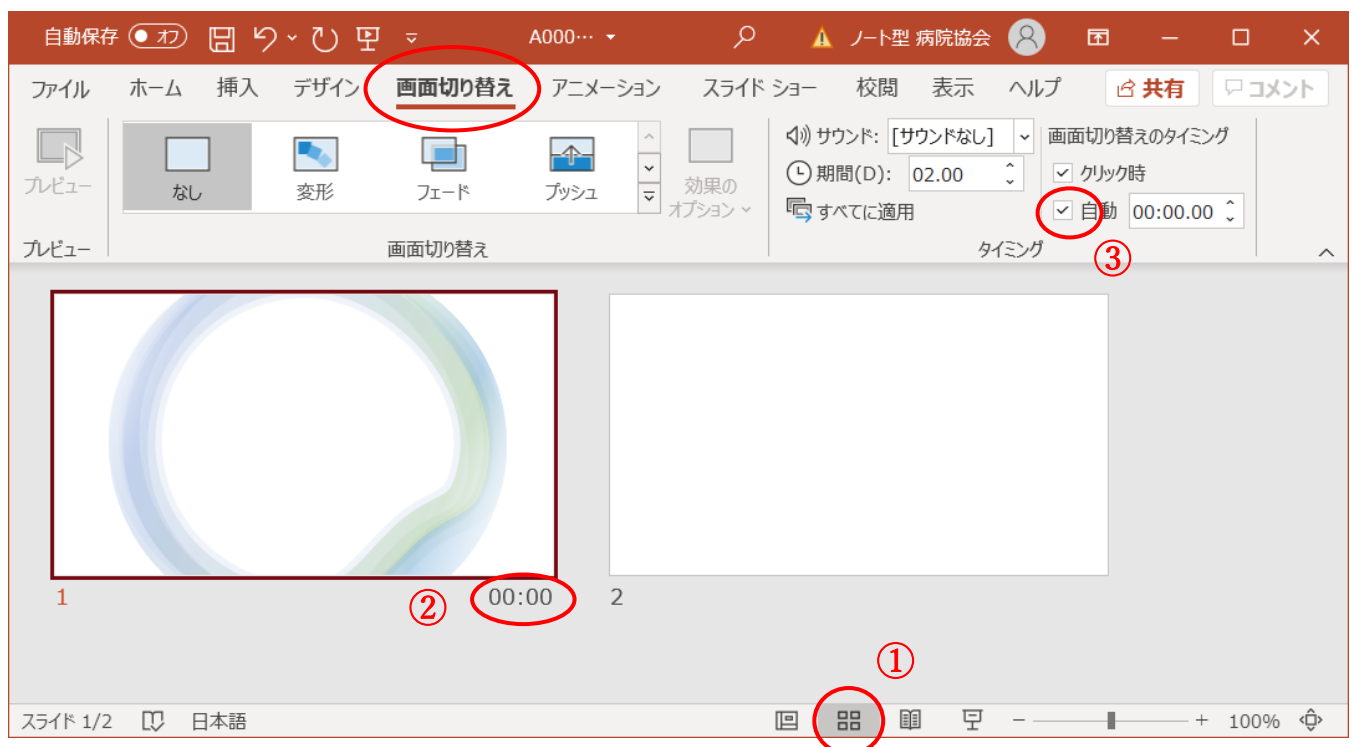 自動保存 オフ A000… ノート型 病院協会
ファイル ホーム 挿入 デザイン 画面切り替え アニメーション スライド ショー 校閲 表示 ヘルプ 共有 コメント
プレビュー なし 変形 フェード プッシュ 効果の オプション
サウンド: [サウンドなし] 画面切り替えのタイミング
期間(D): 02.00 クリック時
すべてに適用 自動 00:00.00
プレビュー 画面切り替え タイミング
③
1 ② 00:00 2
①
スライド 1/2 日本語 100%